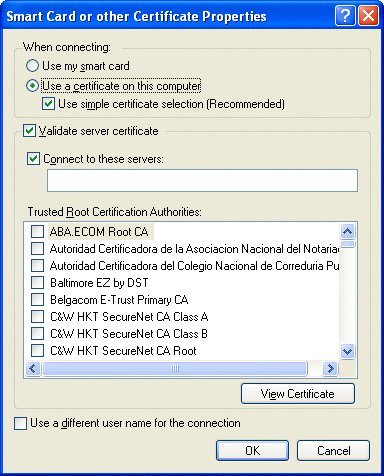 Smart Card or other Certificate Properties
When connecting:
Use my smart card
Use a certificate on this computer
Use simple certificate selection (Recommended)
Validate server certificate
Connect to these servers:
Trusted Root Certification Authorities:
ABA.ECOM Root CA
Autoridad Certificadora de la Asociacion Nacional del Notaria
Autoridad Certificadora del Colegio Nacional de Correduria Pu
Baltimore EZ by DST
Belgacom E-Trust Primary CA
C&W HKT SecureNet CA Class A
C&W HKT SecureNet CA Class B
C&W HKT SecureNet CA Root
View Certificate
Use a different user name for the connection
OK Cancel